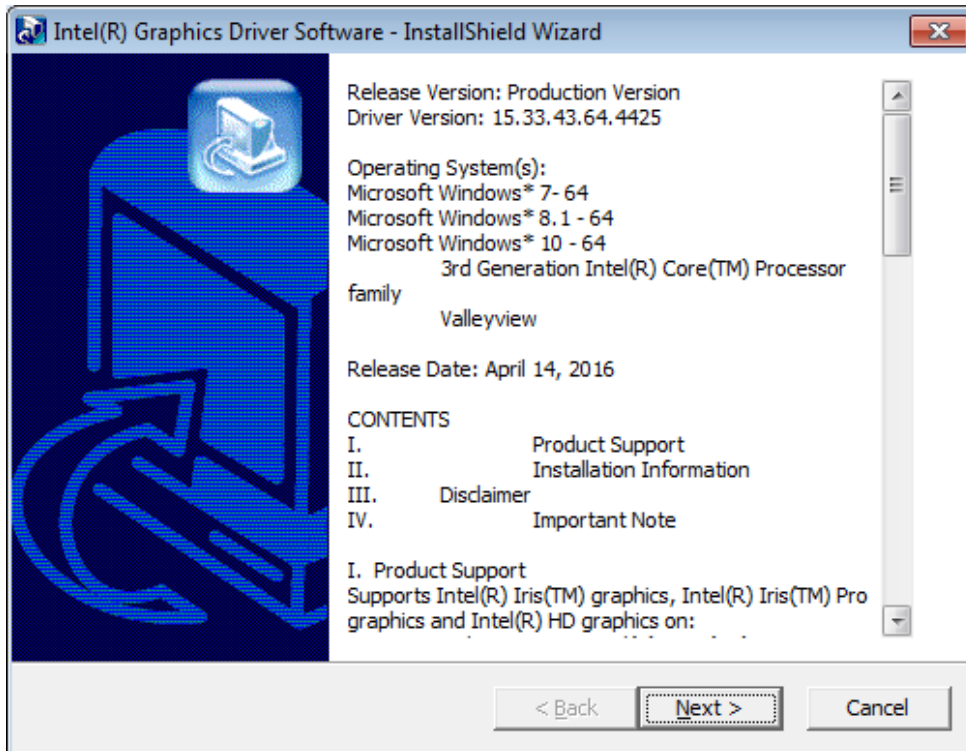 Intel(R) Graphics Driver Software - InstallShield Wizard
Release Version: Production Version
Driver Version: 15.33.43.64.4425
Operating System(s):
Microsoft Windows* 7- 64
Microsoft Windows* 8.1 - 64
Microsoft Windows* 10 - 64
3rd Generation Intel(R) Core(TM) Processor
family
Valleyview
Release Date: April 14, 2016
CONTENTS
I. Product Support
II. Installation Information
III. Disclaimer
IV. Important Note
I. Product Support
Supports Intel(R) Iris(TM) graphics, Intel(R) Iris(TM) Pro
graphics and Intel(R) HD graphics on:
< Back Next > Cancel